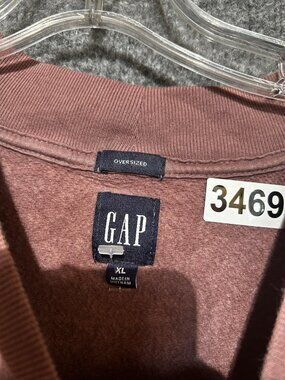 OVERSIZED
3469
GAP
XL
MADE IN
VIETNAM